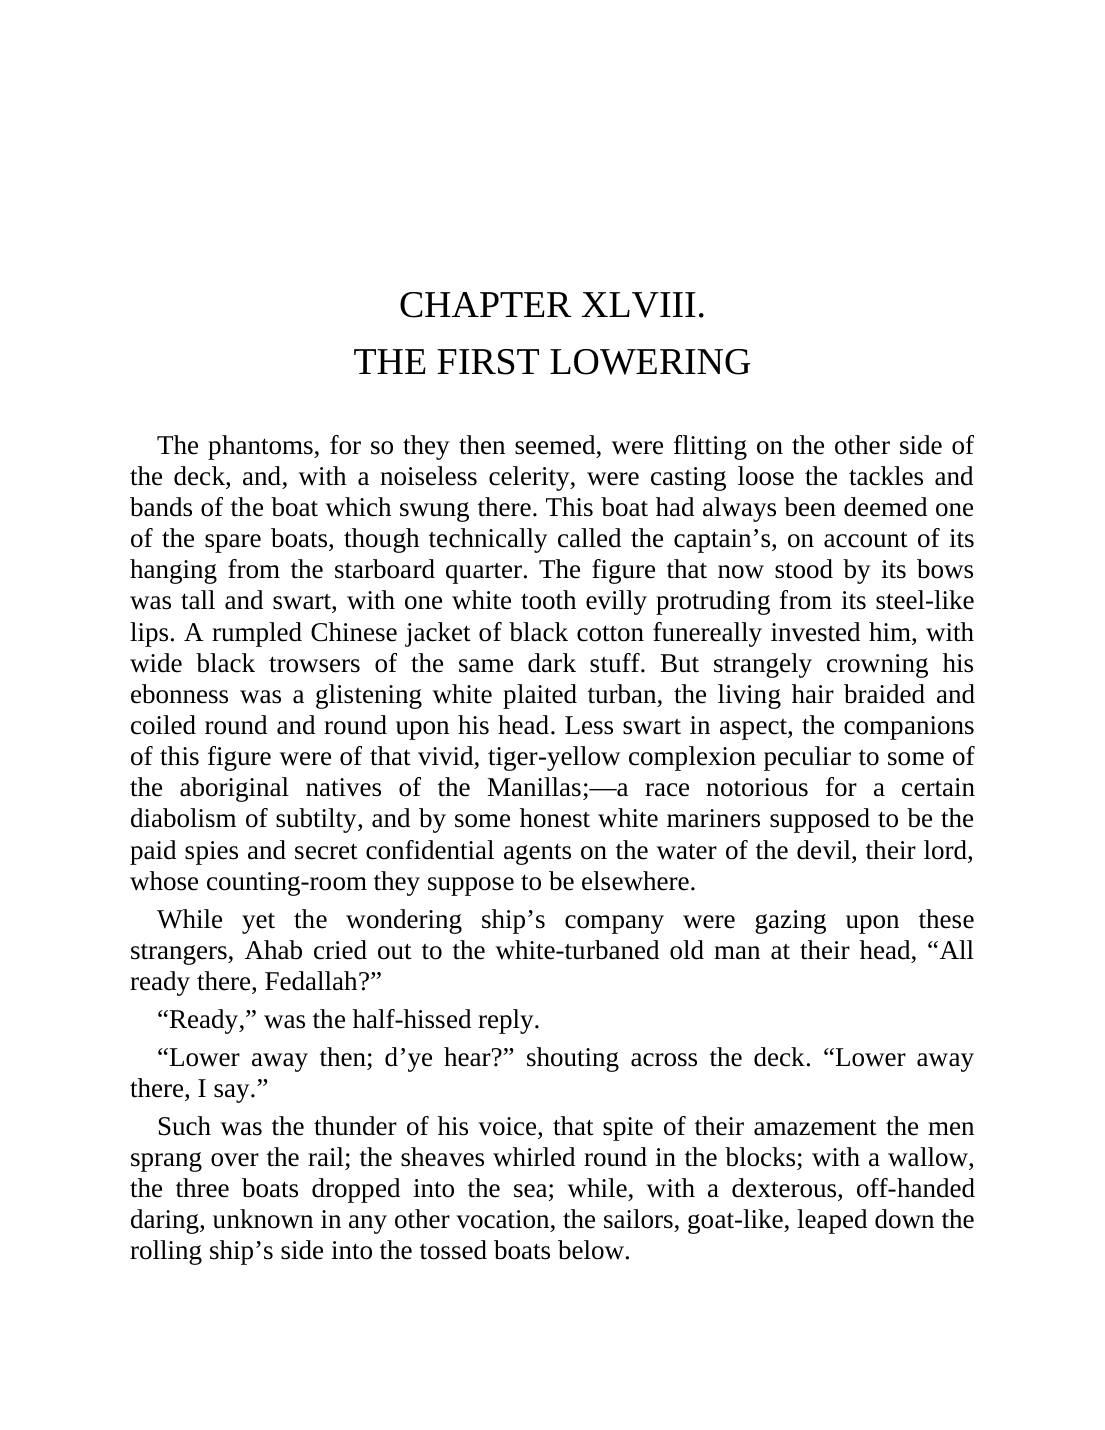 CHAPTER XLVIII.
THE FIRST LOWERING
The phantoms, for so they then seemed, were flitting on the other side of
the deck, and, with a noiseless celerity, were casting loose the tackles and
bands of the boat which swung there. This boat had always been deemed one
of the spare boats, though technically called the captain’s, on account of its
hanging from the starboard quarter. The figure that now stood by its bows
was tall and swart, with one white tooth evilly protruding from its steel-like
lips. A rumpled Chinese jacket of black cotton funereally invested him, with
wide black trowsers of the same dark stuff. But strangely crowning his
ebonness was a glistening white plaited turban, the living hair braided and
coiled round and round upon his head. Less swart in aspect, the companions
of this figure were of that vivid, tiger-yellow complexion peculiar to some of
the aboriginal natives of the Manillas;—a race notorious for a certain
diabolism of subtilty, and by some honest white mariners supposed to be the
paid spies and secret confidential agents on the water of the devil, their lord,
whose counting-room they suppose to be elsewhere.
While yet the wondering ship’s company were gazing upon these
strangers, Ahab cried out to the white-turbaned old man at their head, “All
ready there, Fedallah?”
“Ready,” was the half-hissed reply.
“Lower away then; d’ye hear?” shouting across the deck. “Lower away
there, I say.”
Such was the thunder of his voice, that spite of their amazement the men
sprang over the rail; the sheaves whirled round in the blocks; with a wallow,
the three boats dropped into the sea; while, with a dexterous, off-handed
daring, unknown in any other vocation, the sailors, goat-like, leaped down the
rolling ship’s side into the tossed boats below.